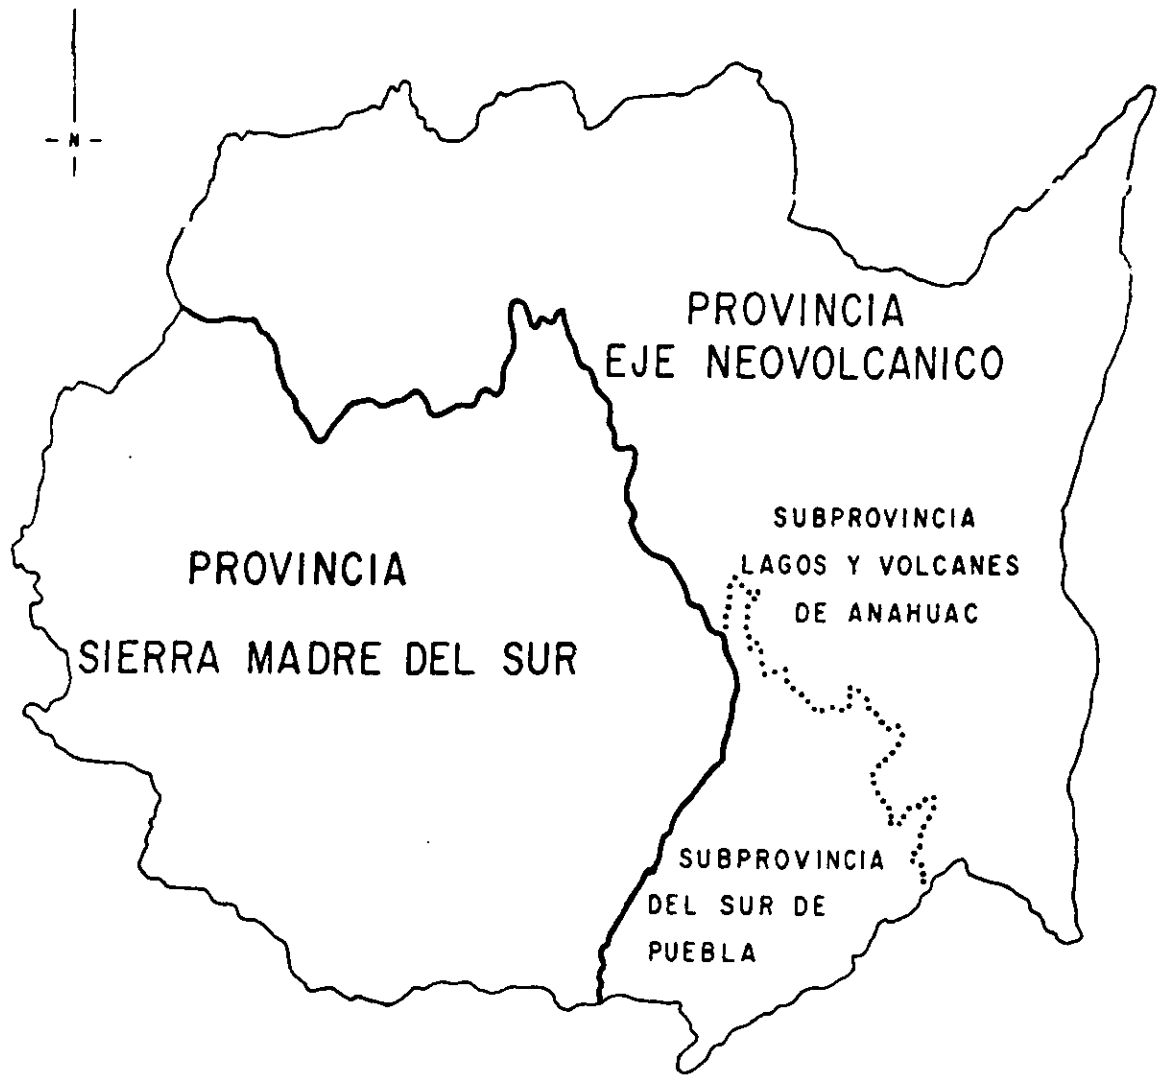 N
PROVINCIA
EJE NEOVOLCANICO
SUBPROVINCIA
LAGOS Y VOLCANES
DE ANAHUAC
PROVINCIA
SIERRA MADRE DEL SUR
SUBPROVINCIA
DEL SUR DE
PUEBLA